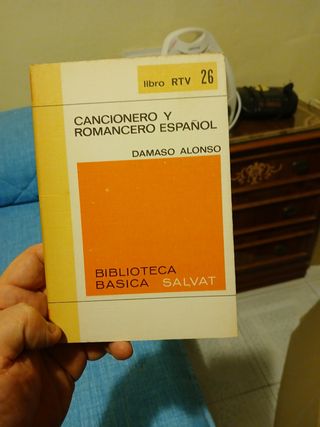 libro RTV 26
CANCIONERO Y
ROMANCERO ESPAÑOL
DAMASO ALONSO
BIBLIOTECA
BASICA SALVAT